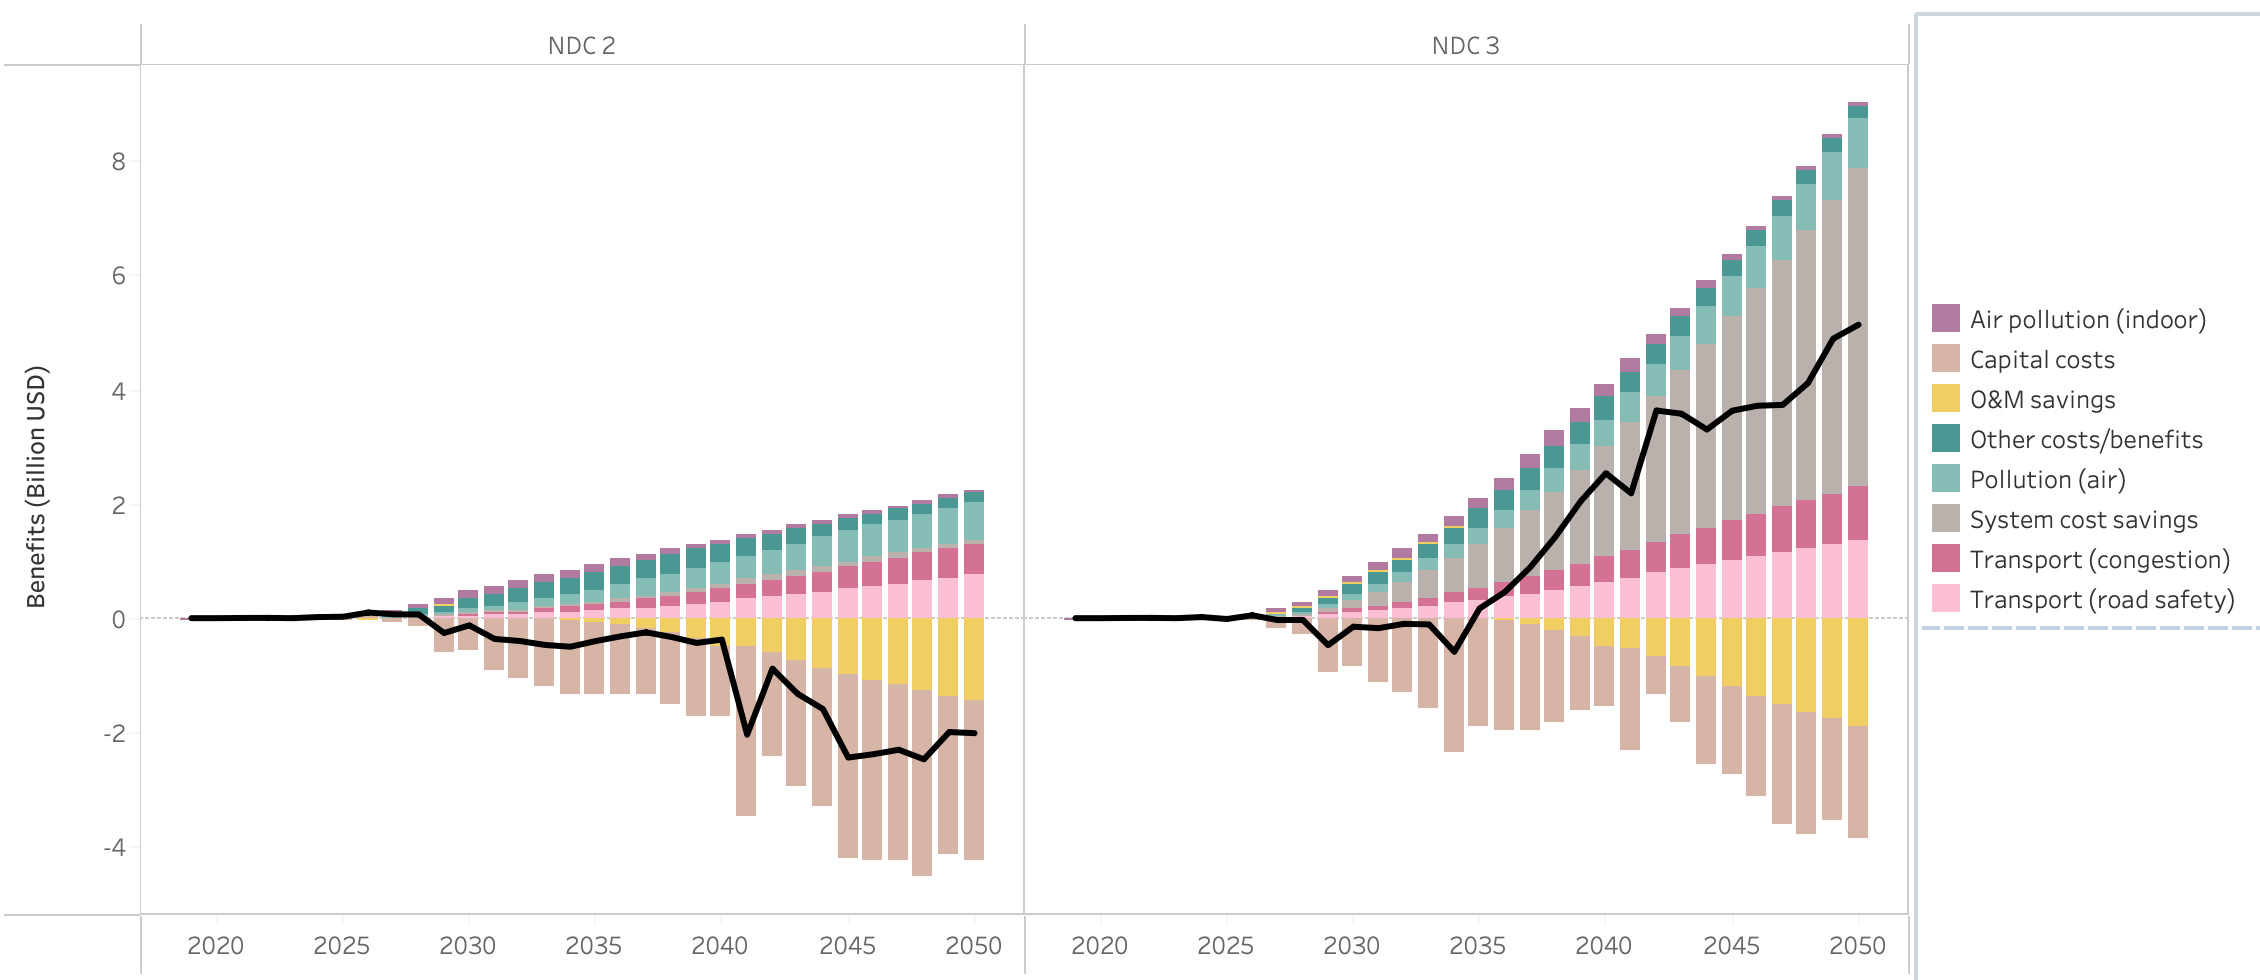 NDC 2
NDC 3
Benefits (Billion USD)
8
6
4
2
0
-2
-4
2020 2025 2030 2035 2040 2045 2050
2020 2025 2030 2035 2040 2045 2050
Air pollution (indoor)
Capital costs
O&M savings
Other costs/benefits
Pollution (air)
System cost savings
Transport (congestion)
Transport (road safety)